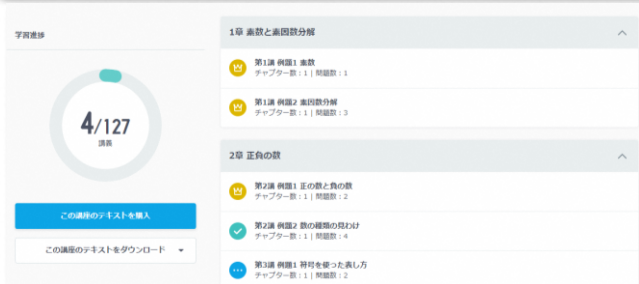 学習進捗
4/127
講義
この講座のテキストを購入
この講座のテキストをダウンロード
1章 素数と素因数分解
第1講 例題1 素数
チャプター数：1 | 問題数：1
第1講 例題2 素因数分解
チャプター数：1 | 問題数：3
2章 正負の数
第2講 例題1 正の数と負の数
チャプター数：1 | 問題数：2
第2講 例題2 数の種類の見わけ
チャプター数：1 | 問題数：4
第3講 例題1 符号を使った表し方
チャプター数：1 | 問題数：2